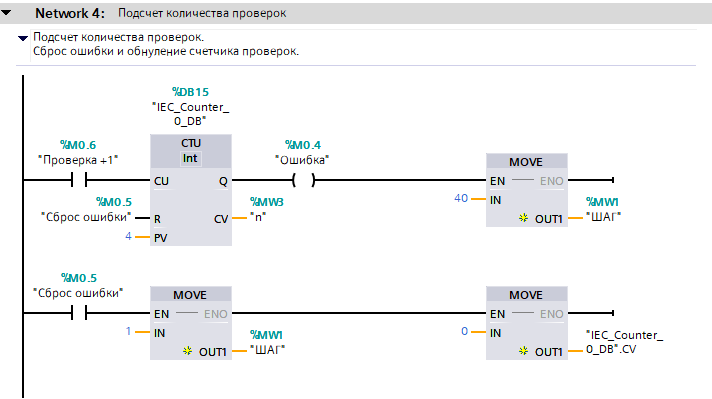 Network 4: Подсчет количества проверок
Подсчет количества проверок.
Сброс ошибки и обнуление счетчика проверок.
%DB15
"IEC_Counter_
0_DB"
%M0.6
"Проверка +1"
CTU
Int
%M0.4
"Ошибка"
MOVE
CU Q
EN ENO
%M0.5
"Сброс ошибки"
R CV
%MW3
"n"
40 IN
%MW1
OUT1 "ШАГ"
4 PV
%M0.5
"Сброс ошибки"
MOVE
MOVE
EN ENO
EN ENO
1 IN
%MW1
OUT1 "ШАГ"
0 IN
"IEC_Counter_
OUT1 0_DB".CV